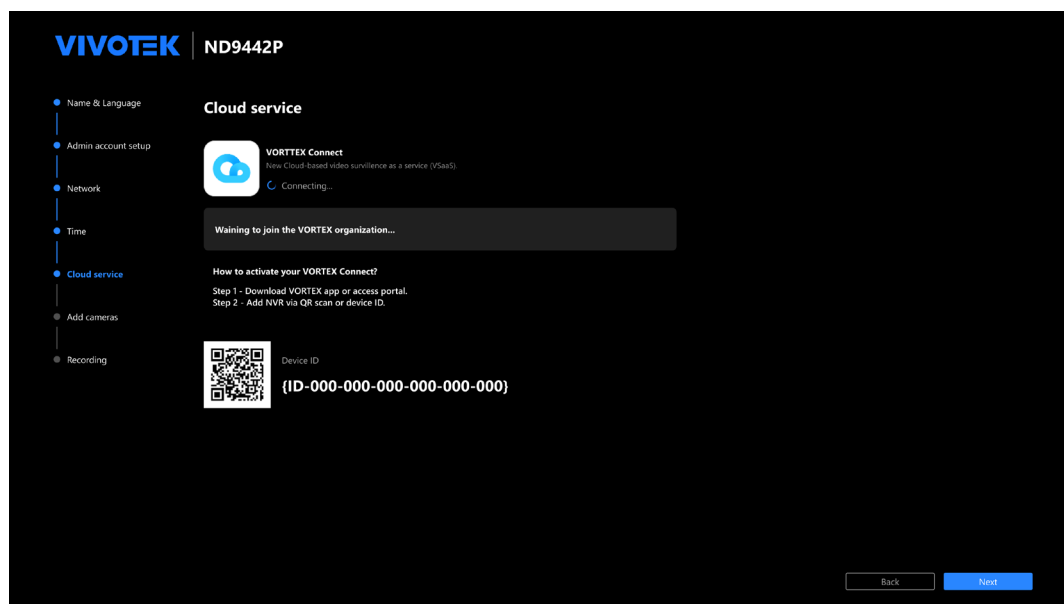 VIVOTEK ND9442P
Name & Language
Admin account setup
Network
Time
Cloud service
Add cameras
Recording
Cloud service
VORTTEX Connect
New Cloud-based video survillence as a service (VSaaS).
Connecting...
Waining to join the VORTEX organization...
How to activate your VORTEX Connect?
Step 1 - Download VORTEX app or access portal.
Step 2 - Add NVR via QR scan or device ID.
Device ID
{ID-000-000-000-000-000-000}
Back
Next